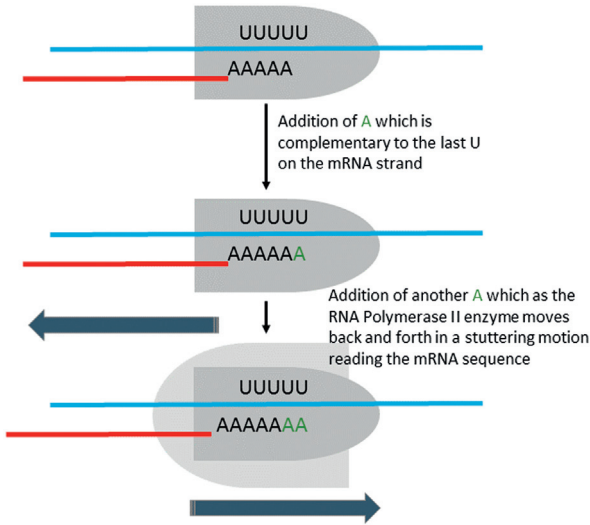 UUUUU
AAAAA
Addition of A which is
complementary to the last U
on the mRNA strand
UUUUU
AAAAAA
Addition of another A which as the
RNA Polymerase II enzyme moves
back and forth in a stuttering motion
reading the mRNA sequence
UUUUU
AAAAAAA